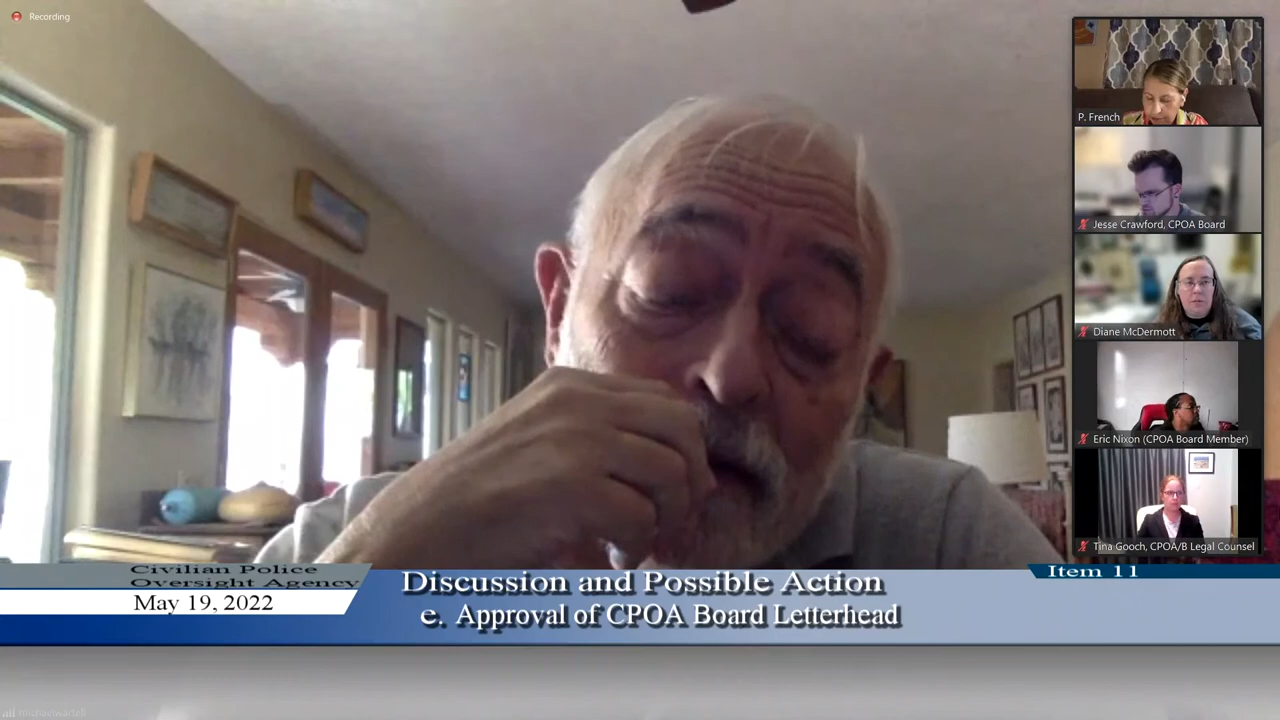 Recording
P. French
Jesse Crawford, CPOA Board
Diane McDermott
Eric Nixon (CPOA Board Member)
Tina Gooch, CPOA/B Legal Counsel
Civilian Police
Oversight Agency
May 19, 2022
Discussion and Possible Action
e. Approval of CPOA Board Letterhead
Item 11
michaelwartell